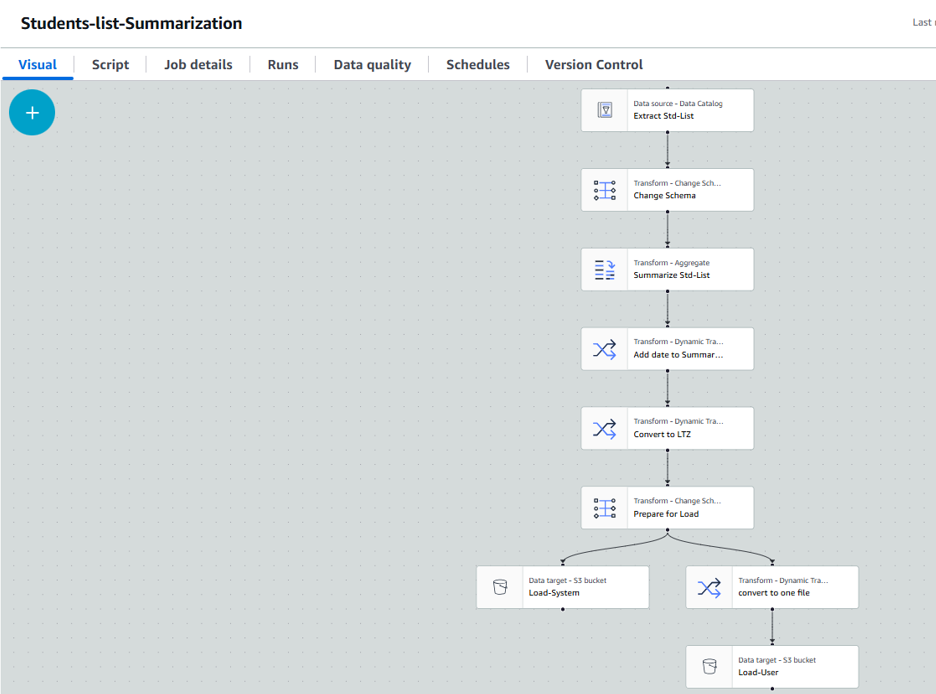 Students-list-Summarization
Last
Visual
Script
Job details
Runs
Data quality
Schedules
Version Control
Data source - Data Catalog
Extract Std-List
Transform - Change Sch...
Change Schema
Transform - Aggregate
Summarize Std-List
Transform - Dynamic Tra...
Add date to Summar...
Transform - Dynamic Tra...
Convert to LTZ
Transform - Change Sch...
Prepare for Load
Data target - S3 bucket
Load-System
Transform - Dynamic Tra...
convert to one file
Data target - S3 bucket
Load-User